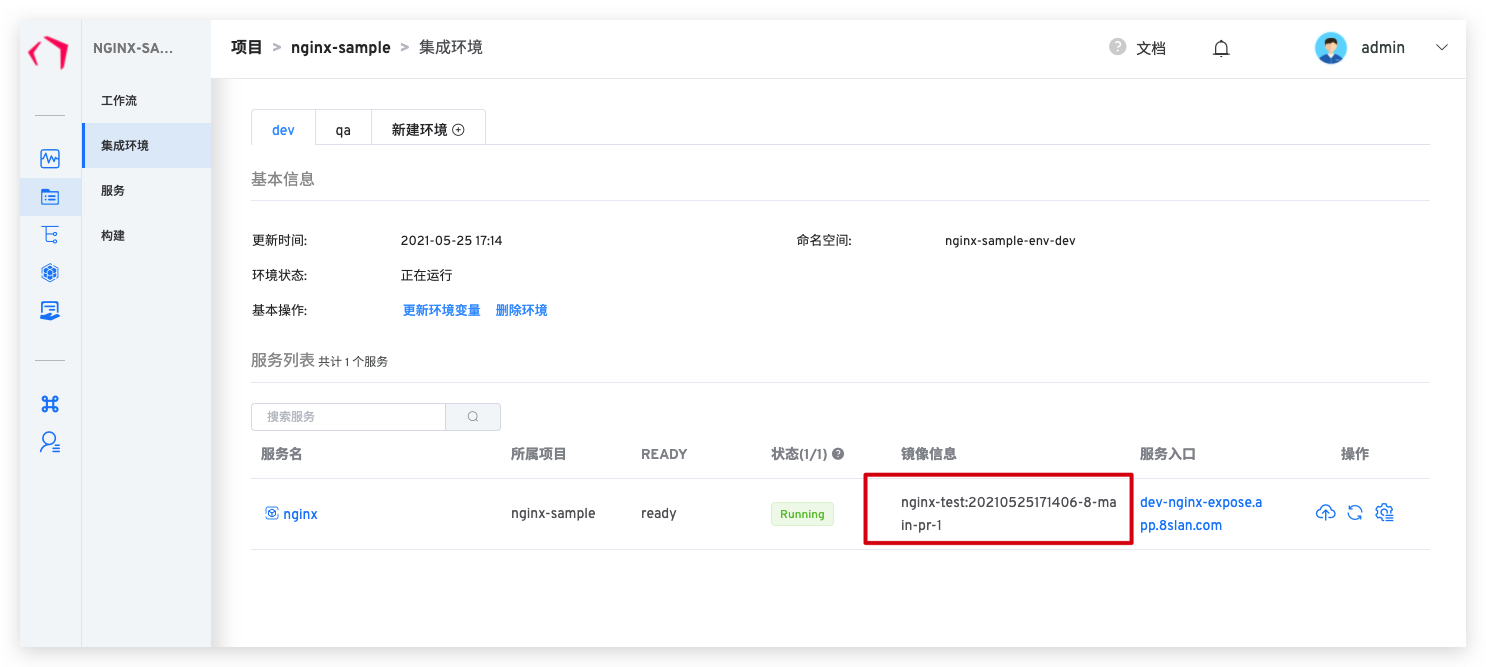 NGINX-SA...
项目 > nginx-sample > 集成环境
文档
admin
工作流
集成环境
服务
构建
dev
qa
新建环境
基本信息
更新时间: 2021-05-25 17:14
命名空间: nginx-sample-env-dev
环境状态: 正在运行
基本操作: 更新环境变量 删除环境
服务列表 共计 1 个服务
搜索服务
服务名 所属项目 READY 状态(1/1) 镜像信息 服务入口 操作
nginx nginx-sample ready Running
nginx-test:20210525171406-8-ma
in-pr-1
dev-nginx-expose.a
pp.8slan.com